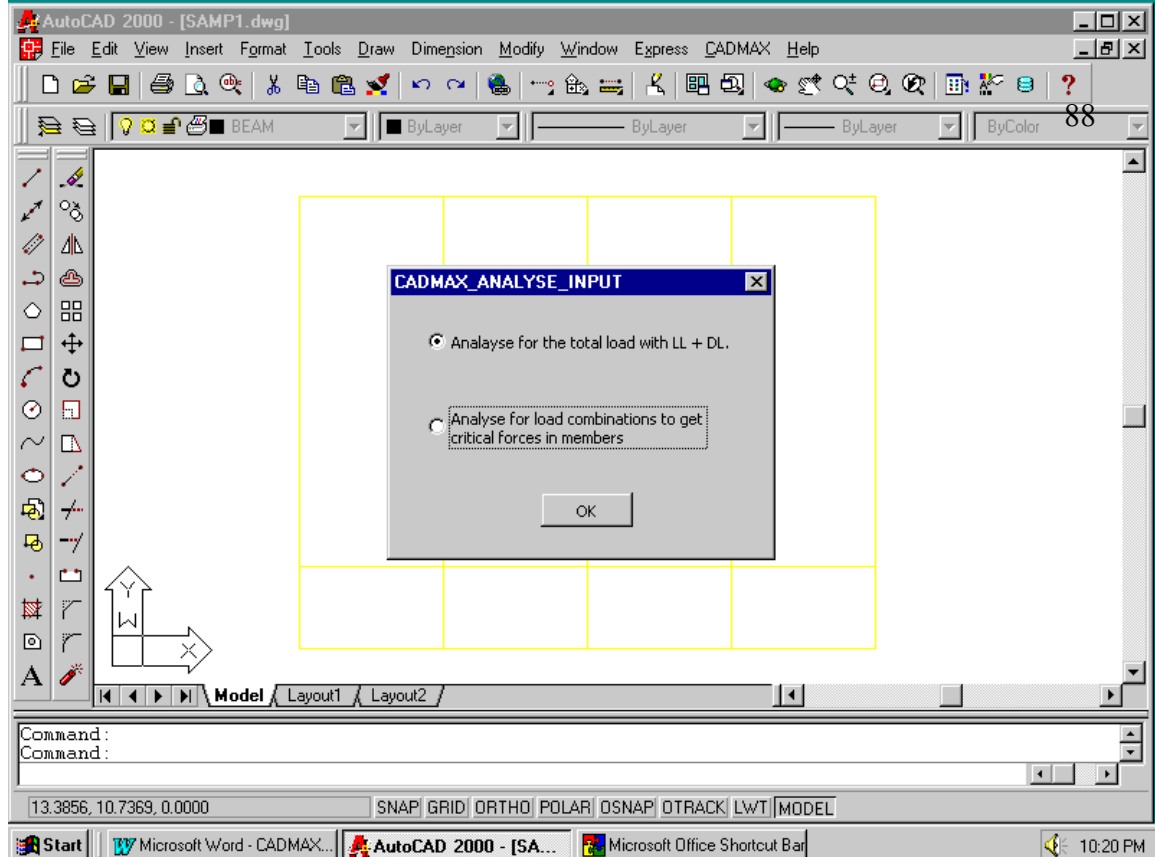 AutoCAD 2000 - [SAMP1.dwg]
File Edit View Insert Format Tools Draw Dimension Modify Window Express CADMAX Help
88
BEAM ByLayer ByLayer ByLayer ByColor
CADMAX_ANALYSE_INPUT
Analayse for the total load with LL + DL.
Analyse for load combinations to get
critical forces in members
OK
Y
W
X
A
Model Layout1 Layout2
Command:
Command:
13.3856, 10.7369, 0.0000 SNAP GRID ORTHO POLAR OSNAP OTRACK LWT MODEL
Start Microsoft Word - CADMAX... AutoCAD 2000 - [SA... Microsoft Office Shortcut Bar 10:20 PM